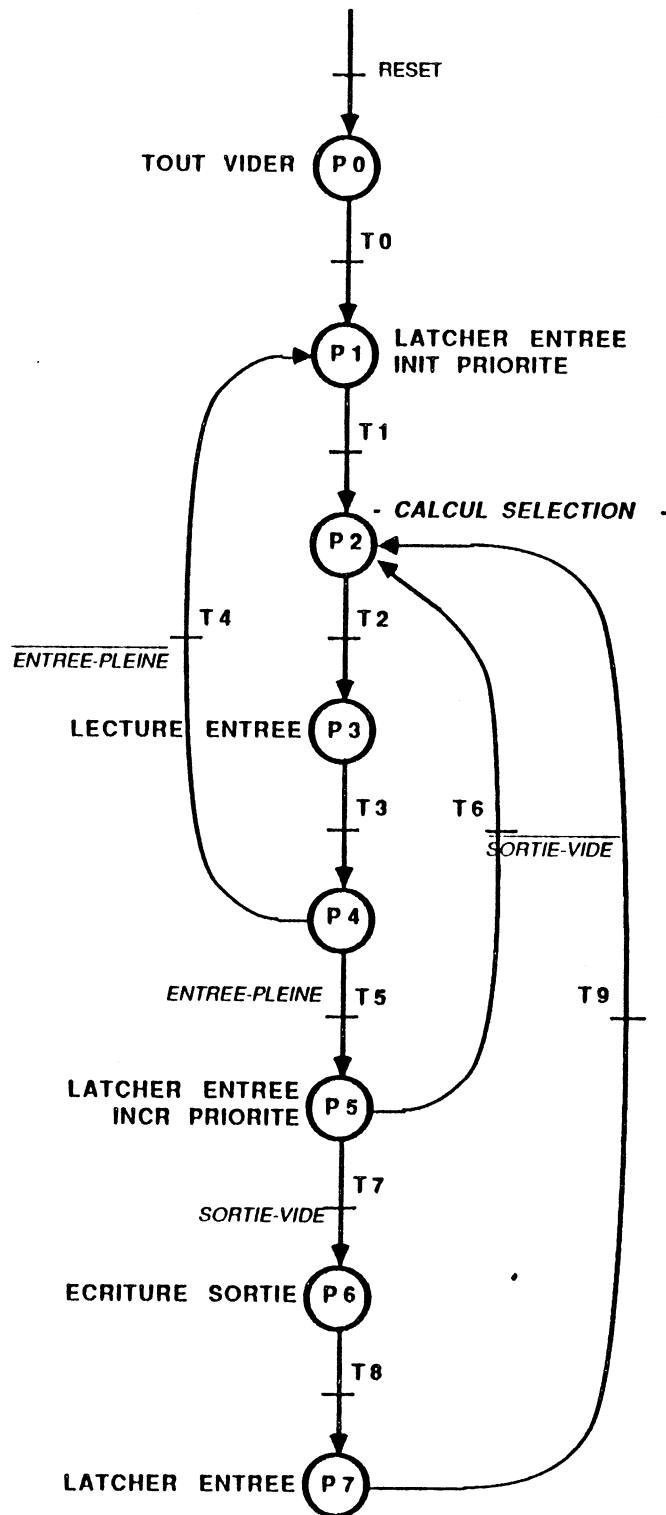 RESET
TOUT VIDER
P0
T0
P1
LATCHER ENTREE
INIT PRIORITE
T1
- CALCUL SELECTION -
P2
T4
ENTREE-PLEINE
T2
LECTURE ENTREE
P3
T3
T6
SORTIE-VIDE
P4
ENTREE-PLEINE
T5
T9
LATCHER ENTREE
INCR PRIORITE
P5
T7
SORTIE-VIDE
ECRITURE SORTIE
P6
T8
LATCHER ENTREE
P7